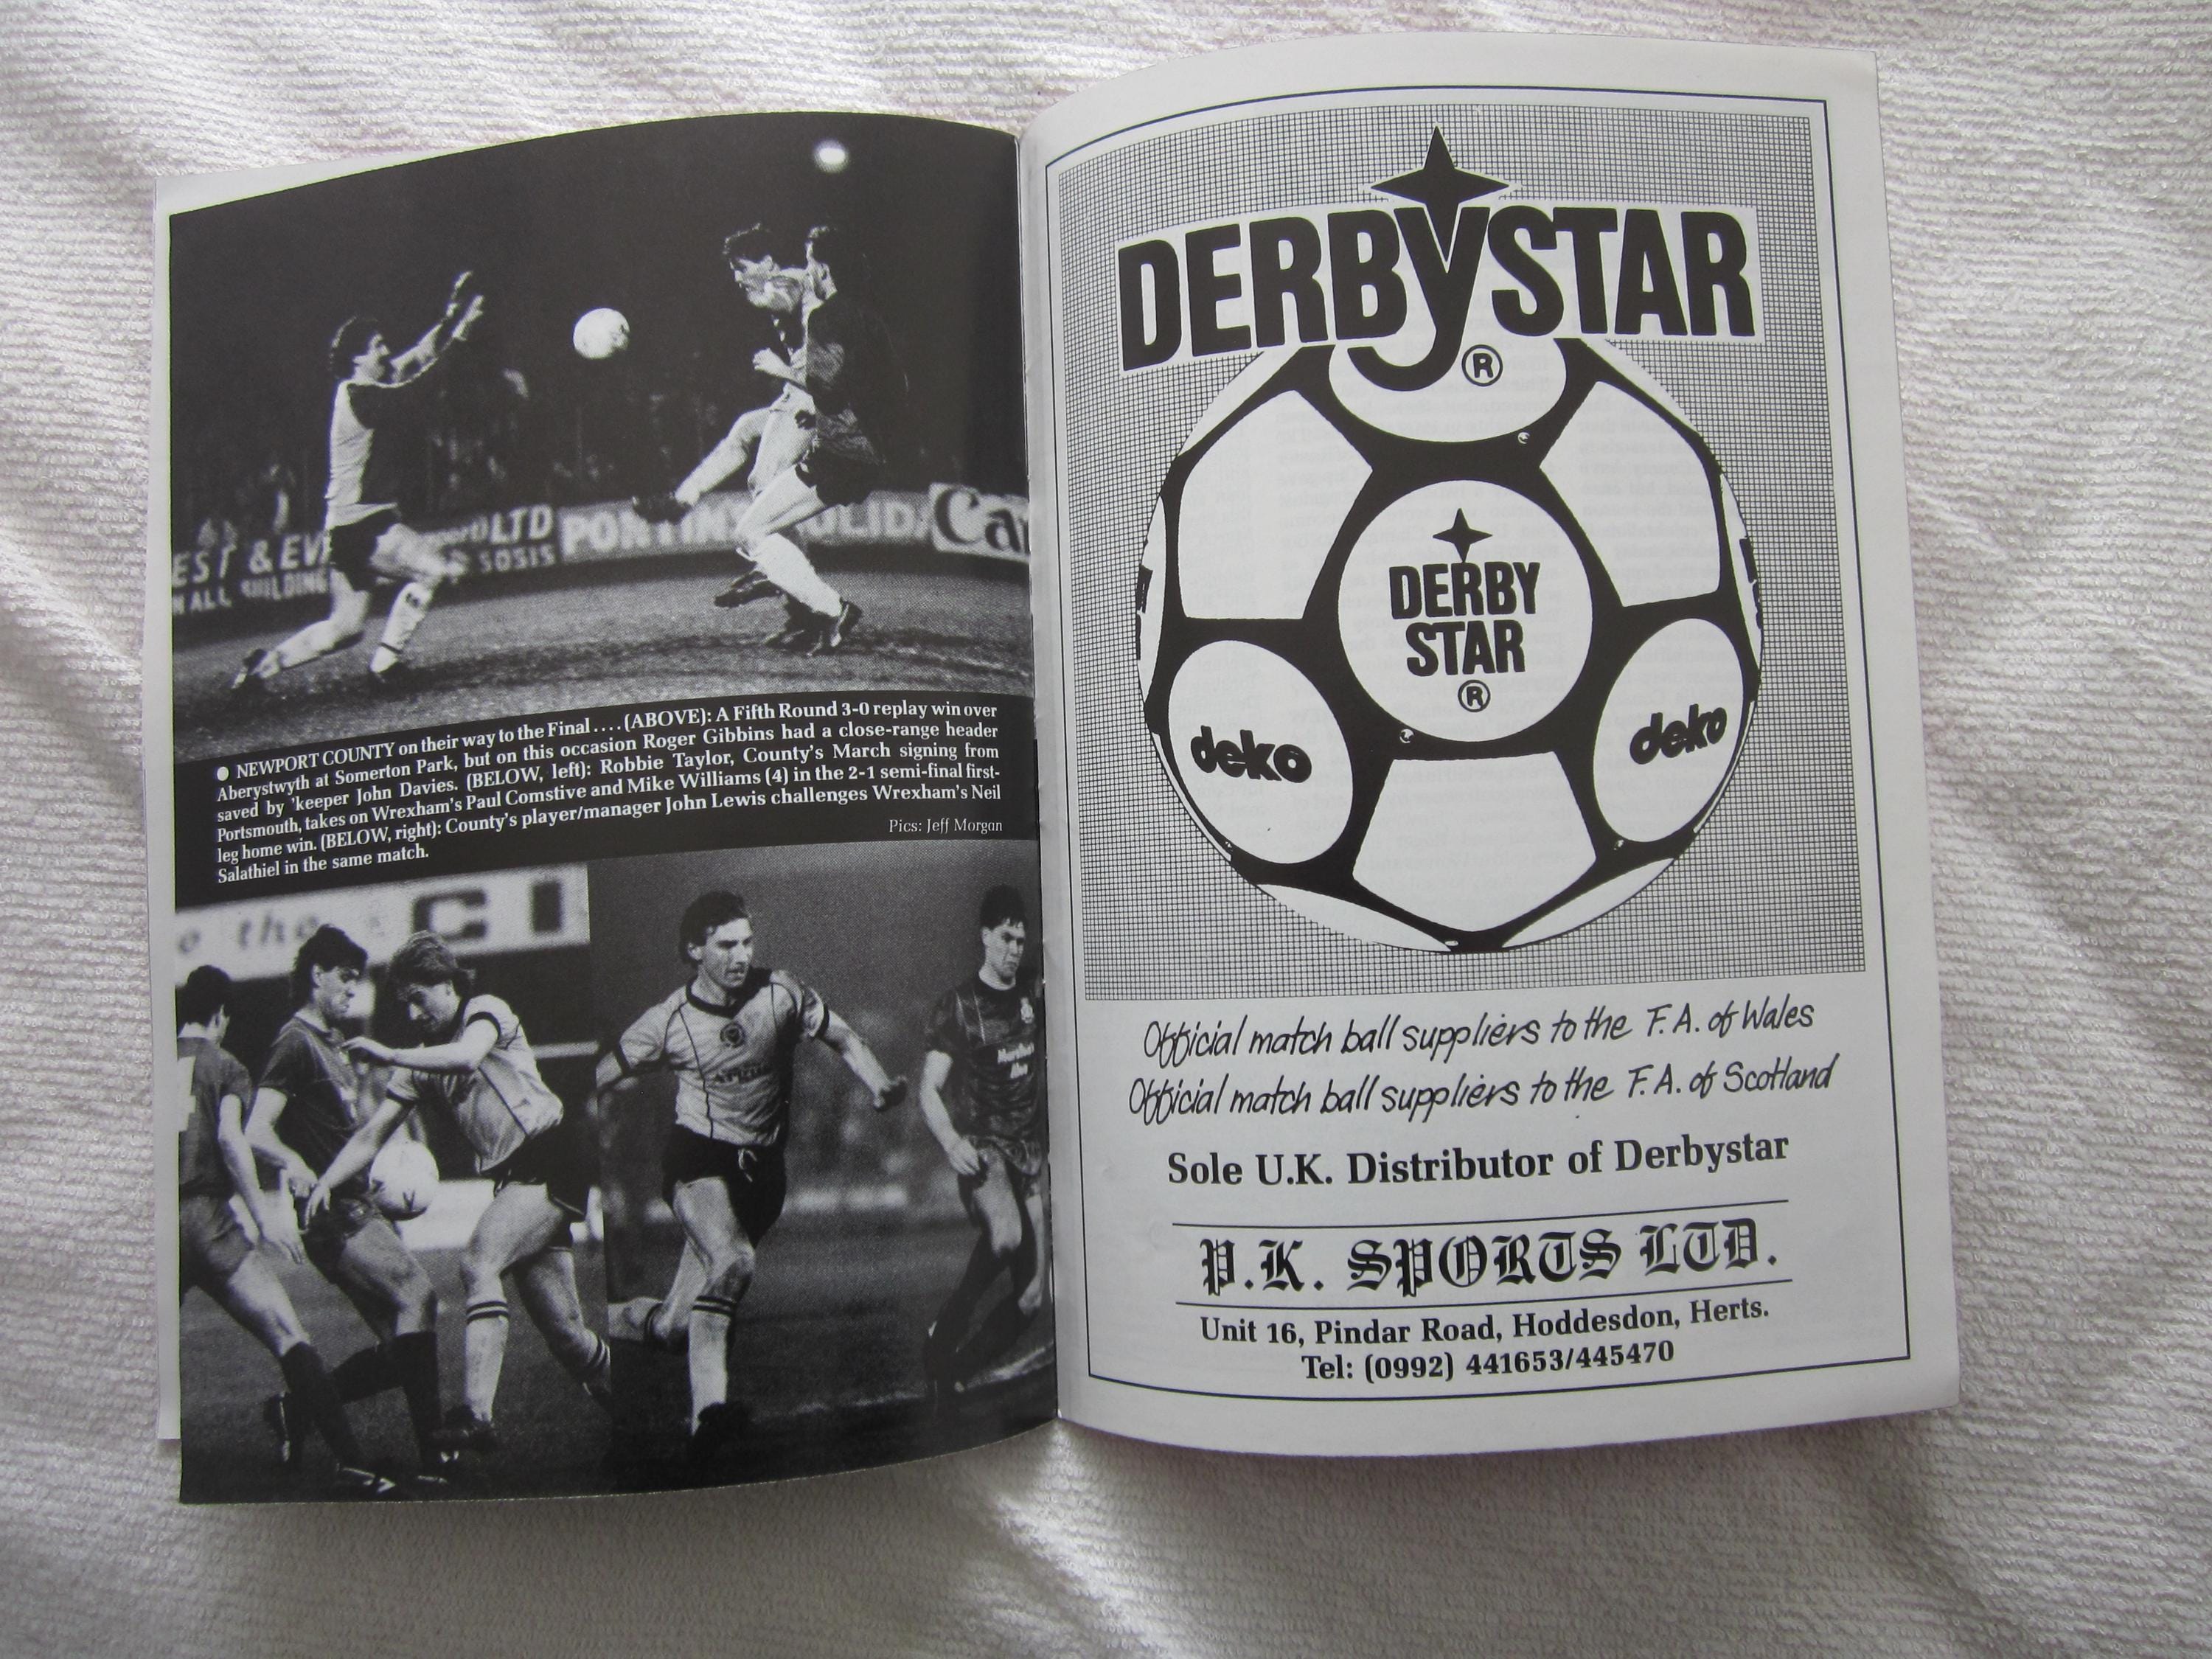 LTD
PONTIN'S
SOSIS
● NEWPORT COUNTY on their way to the Final . . . . (ABOVE): A Fifth Round 3-0 replay win over
Aberystwyth at Somerton Park, but on this occasion Roger Gibbins had a close-range header
saved by 'keeper John Davies. (BELOW, left): Robbie Taylor, County's March signing from
Portsmouth, takes on Wrexham's Paul Comstive and Mike Williams (4) in the 2-1 semi-final first-
leg home win. (BELOW, right): County's player/manager John Lewis challenges Wrexham's Neil
Salathiel in the same match.
Pics: Jeff Morgan
DERBYSTAR
®
DERBY
STAR
®
deko
deko
Official match ball suppliers to the F.A. of Wales
Official match ball suppliers to the F.A. of Scotland
Sole U.K. Distributor of Derbystar
P.K. SPORTS LTD.
Unit 16, Pindar Road, Hoddesdon, Herts.
Tel: (0992) 441653/445470